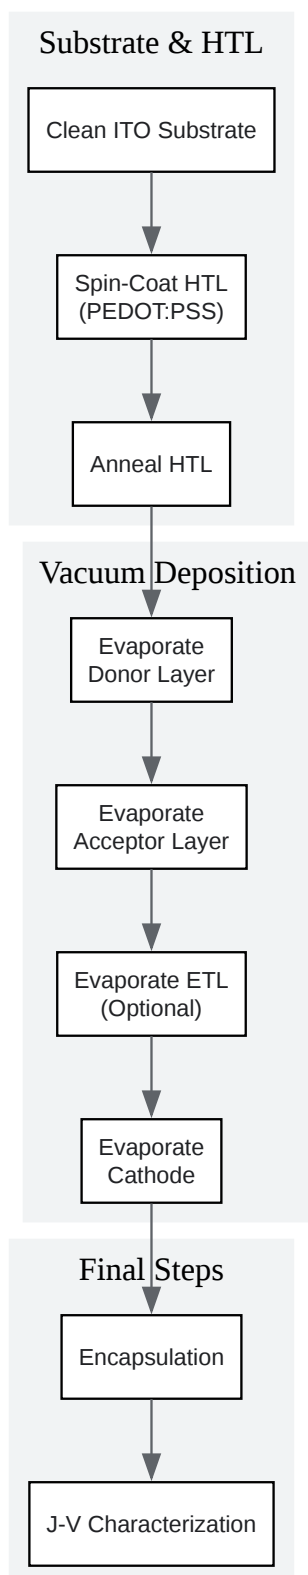 Substrate & HTL
Clean ITO Substrate
Spin-Coat HTL
(PEDOT:PSS)
Anneal HTL
Vacuum Deposition
Evaporate
Donor Layer
Evaporate
Acceptor Layer
Evaporate ETL
(Optional)
Evaporate
Cathode
Final Steps
Encapsulation
J-V Characterization